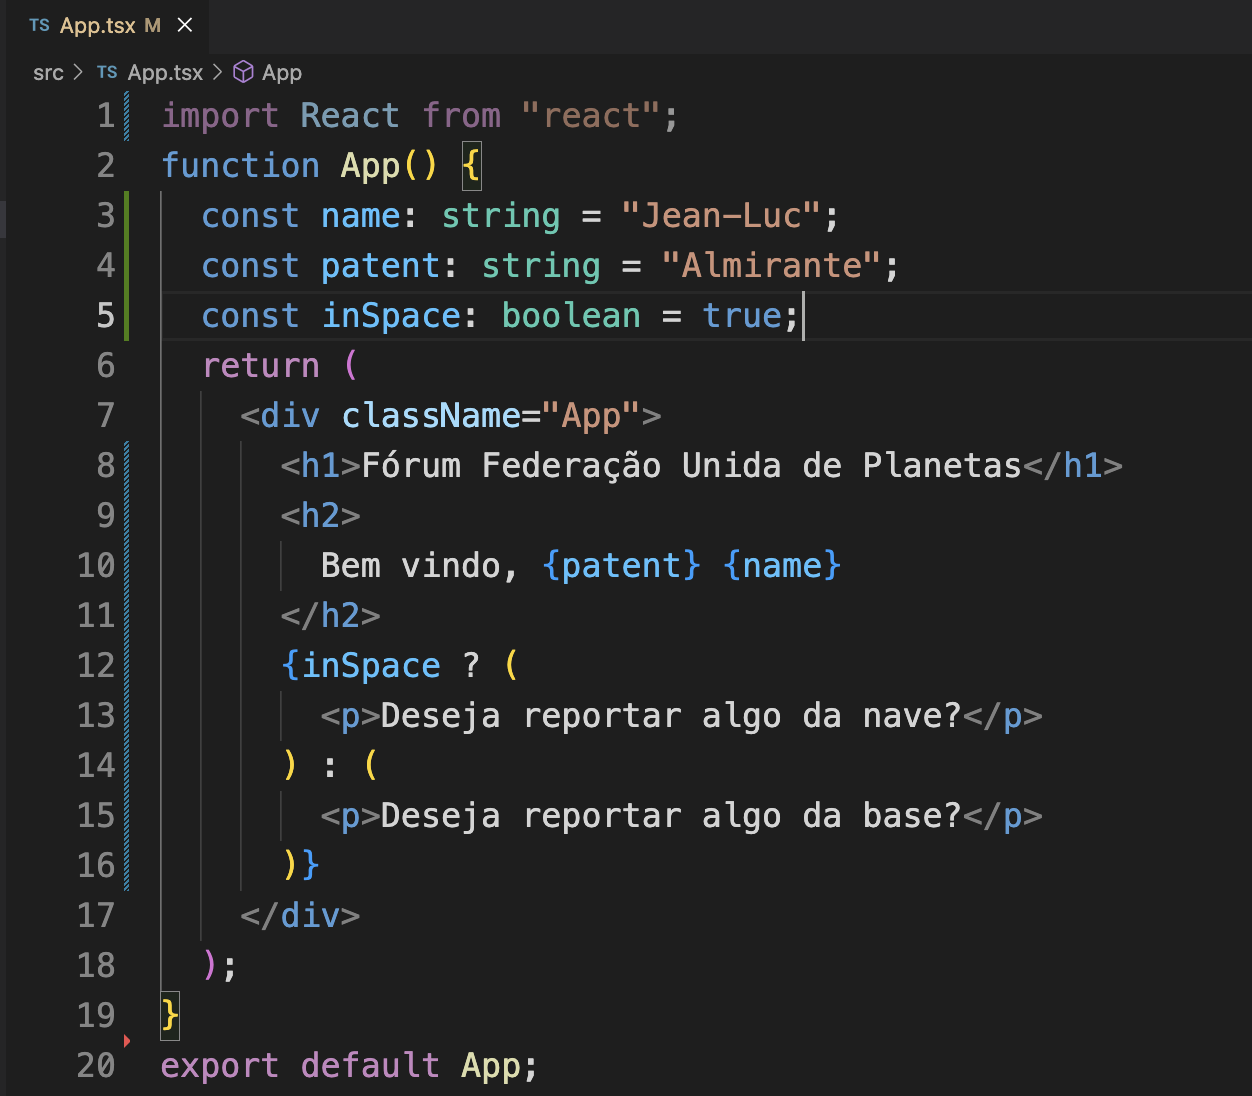 TS App.tsx M ×
src > TS App.tsx > App
1 import React from "react";
2 function App() {
3   const name: string = "Jean-Luc";
4   const patent: string = "Almirante";
5   const inSpace: boolean = true;
6   return (
7     <div className="App">
8       <h1>Fórum Federação Unida de Planetas</h1>
9       <h2>
10         Bem vindo, {patent} {name}
11       </h2>
12       {inSpace ? (
13         <p>Deseja reportar algo da nave?</p>
14       ) : (
15         <p>Deseja reportar algo da base?</p>
16       )}
17     </div>
18   );
19 }
20 export default App;